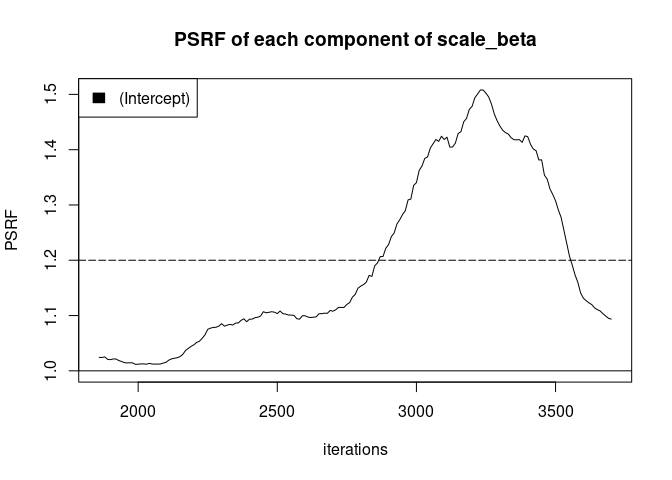 PSRF of each component of scale_beta
(Intercept)
PSRF
1.5
1.4
1.3
1.2
1.1
1.0
2000 2500 3000 3500
iterations